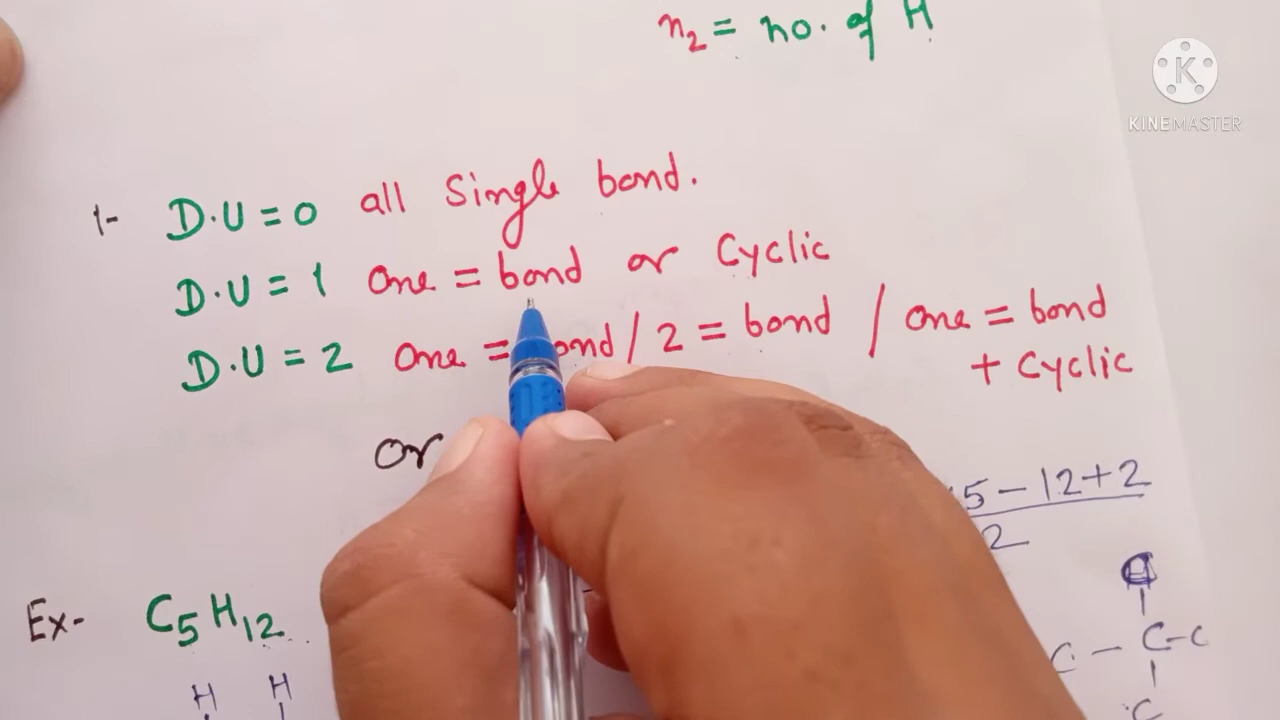 n2 = no. of H
KINEMASTER
1- D.U = 0 all Single bond.
D.U = 1 One = bond or Cyclic
D.U = 2 One = bond / 2 = bond / One = bond
+ Cyclic
or
5 - 12 + 2
2
Ex- C5H12
H
C - C - C
H H
C